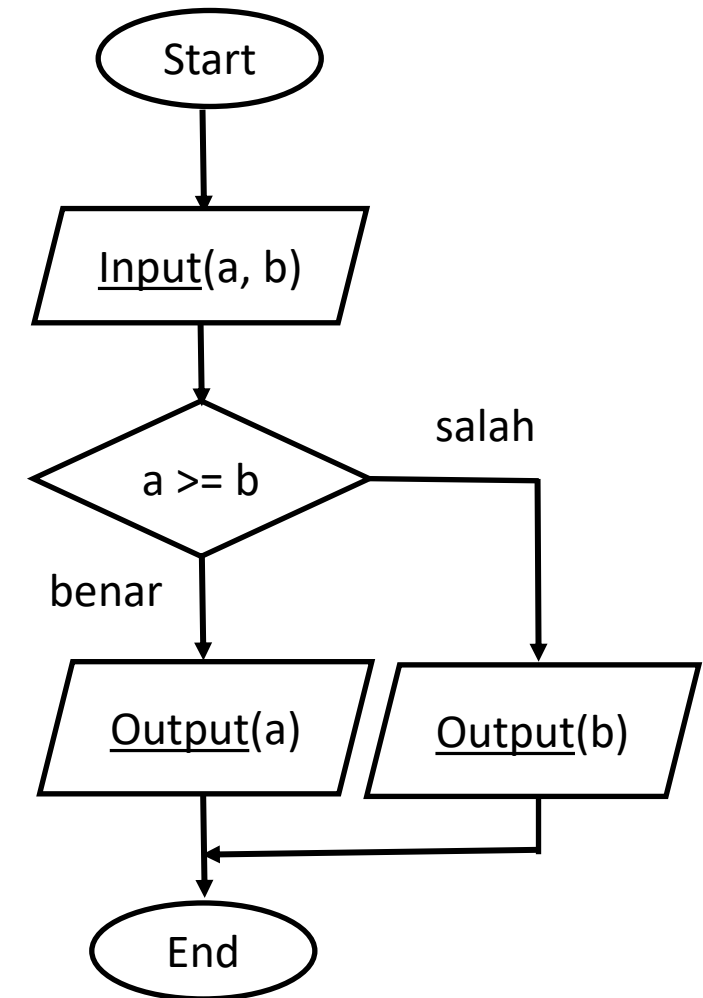 Start
Input(a, b)
a >= b
salah
benar
Output(a)
Output(b)
End